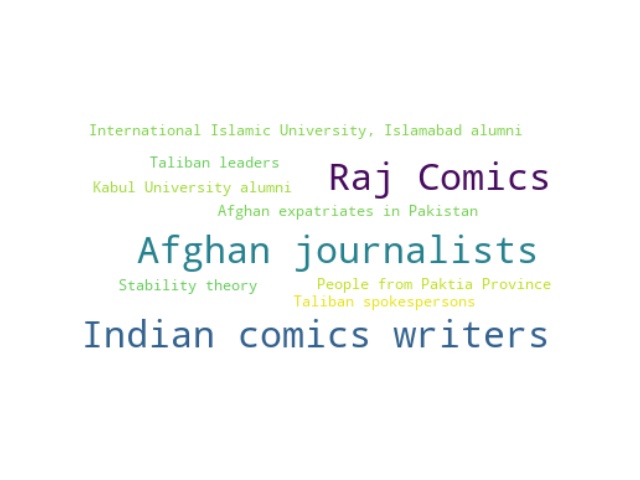 International Islamic University, Islamabad alumni
Taliban leaders
Raj Comics
Kabul University alumni
Afghan expatriates in Pakistan
Afghan journalists
Stability theory
People from Paktia Province
Taliban spokespersons
Indian comics writers